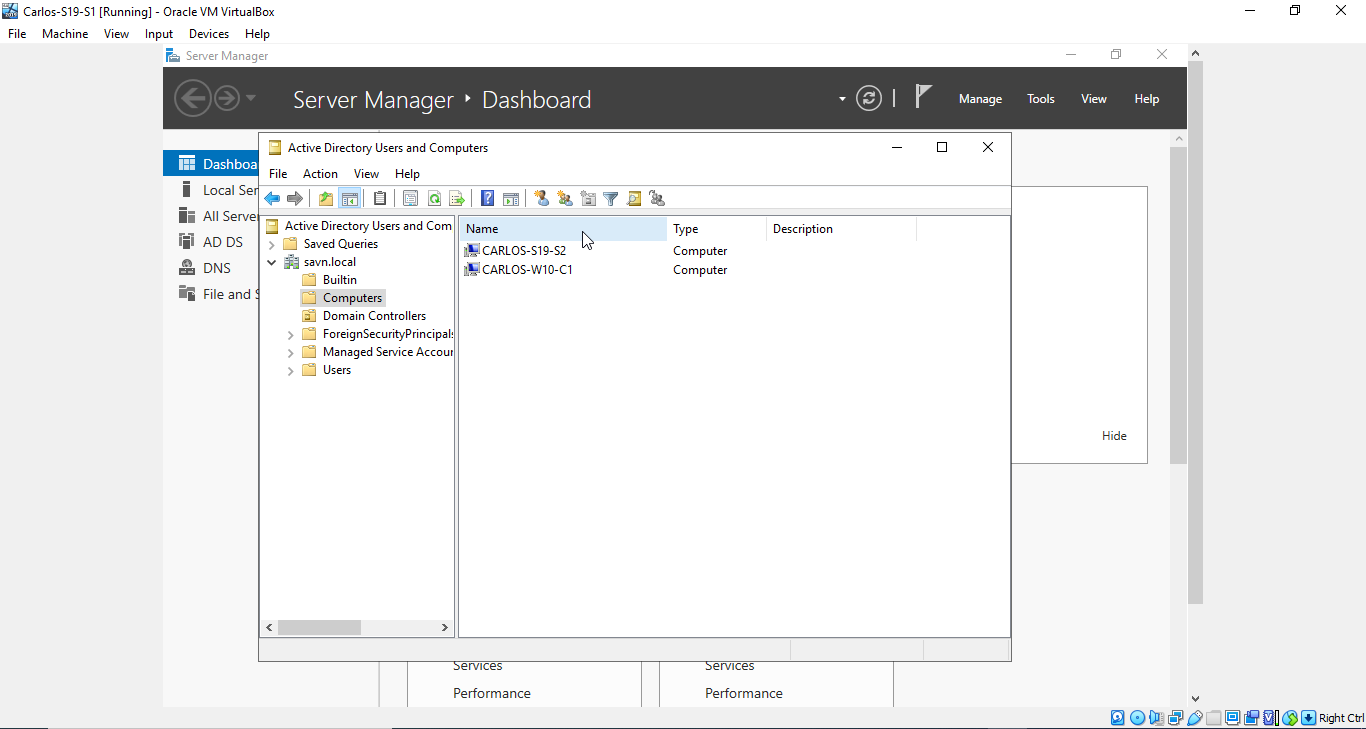 Carlos-S19-S1 [Running] - Oracle VM VirtualBox
File Machine View Input Devices Help
Server Manager
Server Manager ‣ Dashboard
Manage Tools View Help
Dashboa
Local Ser
All Serve
AD DS
DNS
File and S
Active Directory Users and Computers
File Action View Help
Active Directory Users and Com
Saved Queries
savn.local
Builtin
Computers
Domain Controllers
ForeignSecurityPrincipals
Managed Service Accour
Users
Name Type Description
CARLOS-S19-S2 Computer
CARLOS-W10-C1 Computer
Hide
Services Services
Performance Performance
Right Ctrl